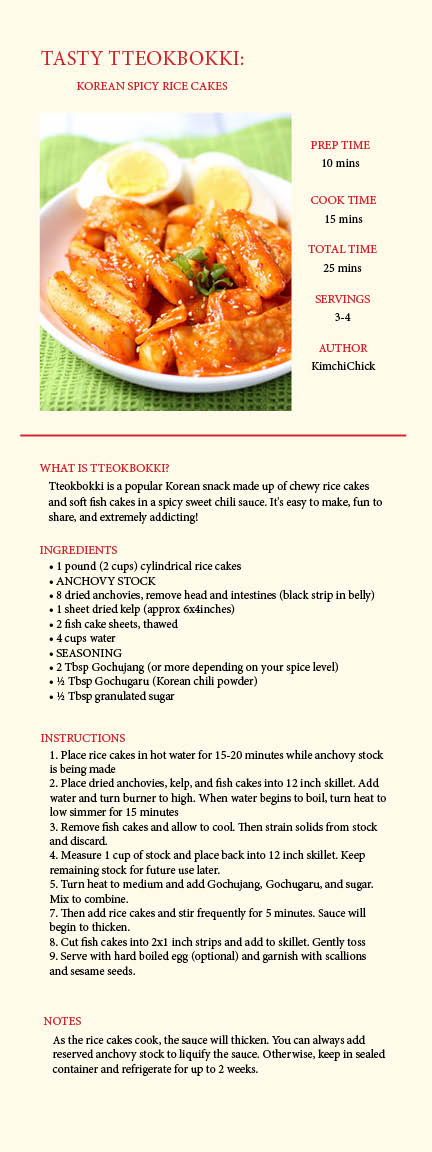 TASTY TTEOKBOKKI:
KOREAN SPICY RICE CAKES
PREP TIME
10 mins
COOK TIME
15 mins
TOTAL TIME
25 mins
SERVINGS
3-4
AUTHOR
KimchiChick
WHAT IS TTEOKBOKKI?
Tteokbokki is a popular Korean snack made up of chewy rice cakes
and soft fish cakes in a spicy sweet chili sauce. It's easy to make, fun to
share, and extremely addicting!
INGREDIENTS
• 1 pound (2 cups) cylindrical rice cakes
• ANCHOVY STOCK
• 8 dried anchovies, remove head and intestines (black strip in belly)
• 1 sheet dried kelp (approx 6x4inches)
• 2 fish cake sheets, thawed
• 4 cups water
• SEASONING
• 2 Tbsp Gochujang (or more depending on your spice level)
• ½ Tbsp Gochugaru (Korean chili powder)
• ½ Tbsp granulated sugar
INSTRUCTIONS
1. Place rice cakes in hot water for 15-20 minutes while anchovy stock
is being made
2. Place dried anchovies, kelp, and fish cakes into 12 inch skillet. Add
water and turn burner to high. When water begins to boil, turn heat to
low simmer for 15 minutes
3. Remove fish cakes and allow to cool. Then strain solids from stock
and discard.
4. Measure 1 cup of stock and place back into 12 inch skillet. Keep
remaining stock for future use later.
5. Turn heat to medium and add Gochujang, Gochugaru, and sugar.
Mix to combine.
7. Then add rice cakes and stir frequently for 5 minutes. Sauce will
begin to thicken.
8. Cut fish cakes into 2x1 inch strips and add to skillet. Gently toss
9. Serve with hard boiled egg (optional) and garnish with scallions
and sesame seeds.
NOTES
As the rice cakes cook, the sauce will thicken. You can always add
reserved anchovy stock to liquify the sauce. Otherwise, keep in sealed
container and refrigerate for up to 2 weeks.